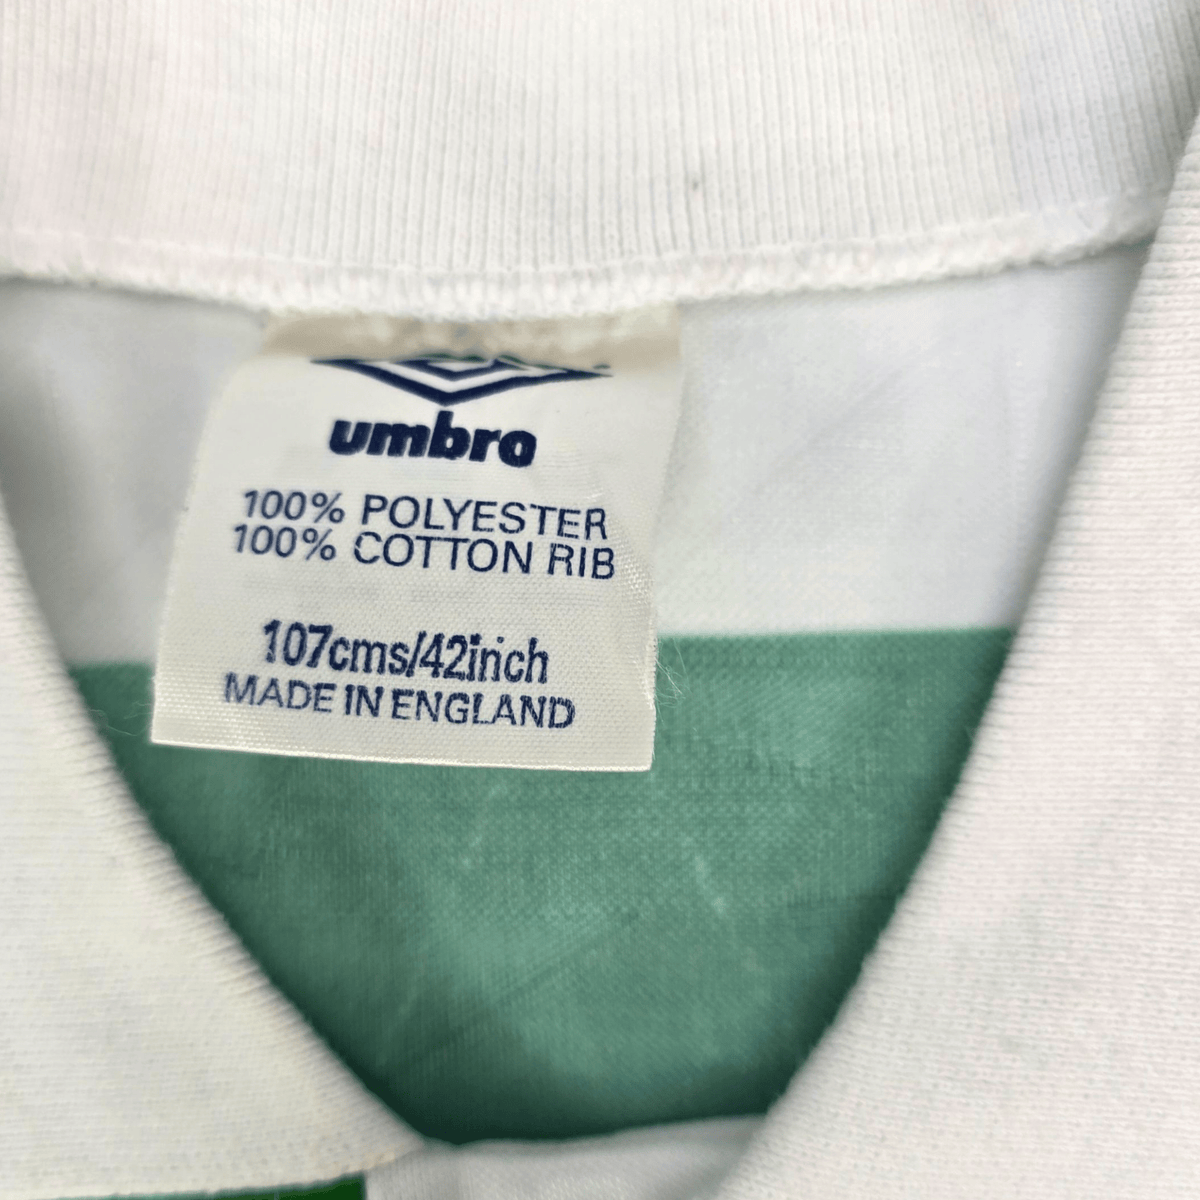 umbro
100% POLYESTER
100% COTTON RIB
107cms/42inch
MADE IN ENGLAND